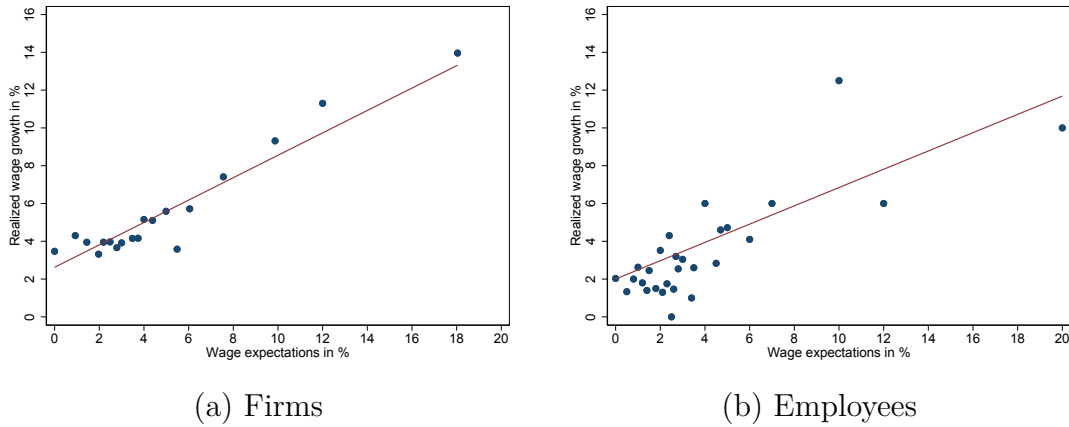 Realized wage growth in %
0 2 4 6 8 10 12 14 16
0 2 4 6 8 10 12 14 16 18 20
Wage expectations in %
(a) Firms
Realized wage growth in %
0 2 4 6 8 10 12 14 16
0 2 4 6 8 10 12 14 16 18 20
Wage expectations in %
(b) Employees